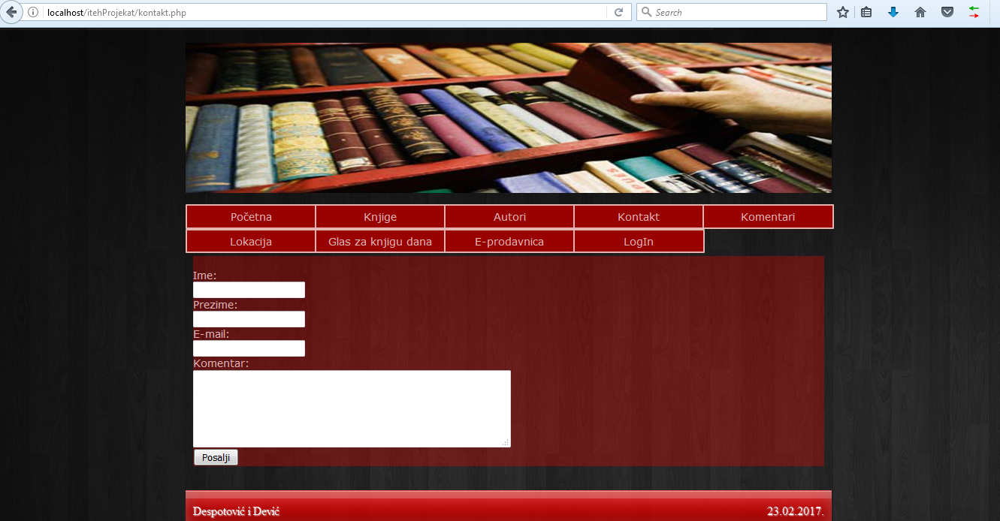 localhost/itehProjekat/kontakt.php
Search
PUES
Početna Knjige Autori Kontakt Komentari
Lokacija Glas za knjigu dana E-prodavnica LogIn
Ime:
Prezime:
E-mail:
Komentar:
Posalji
Despotović i Dević 23.02.2017.